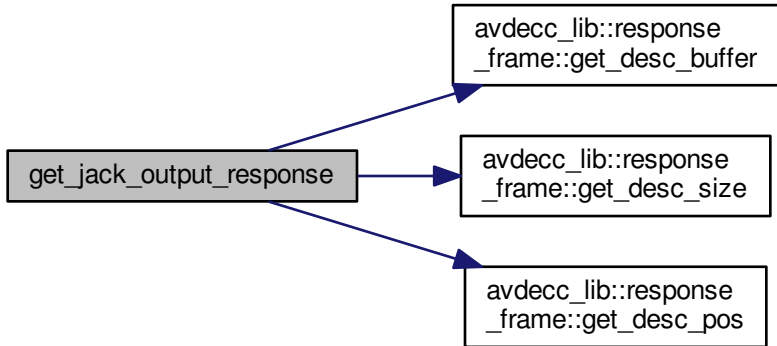 avdecc_lib::response
_frame::get_desc_buffer
get_jack_output_response
avdecc_lib::response
_frame::get_desc_size
avdecc_lib::response
_frame::get_desc_pos